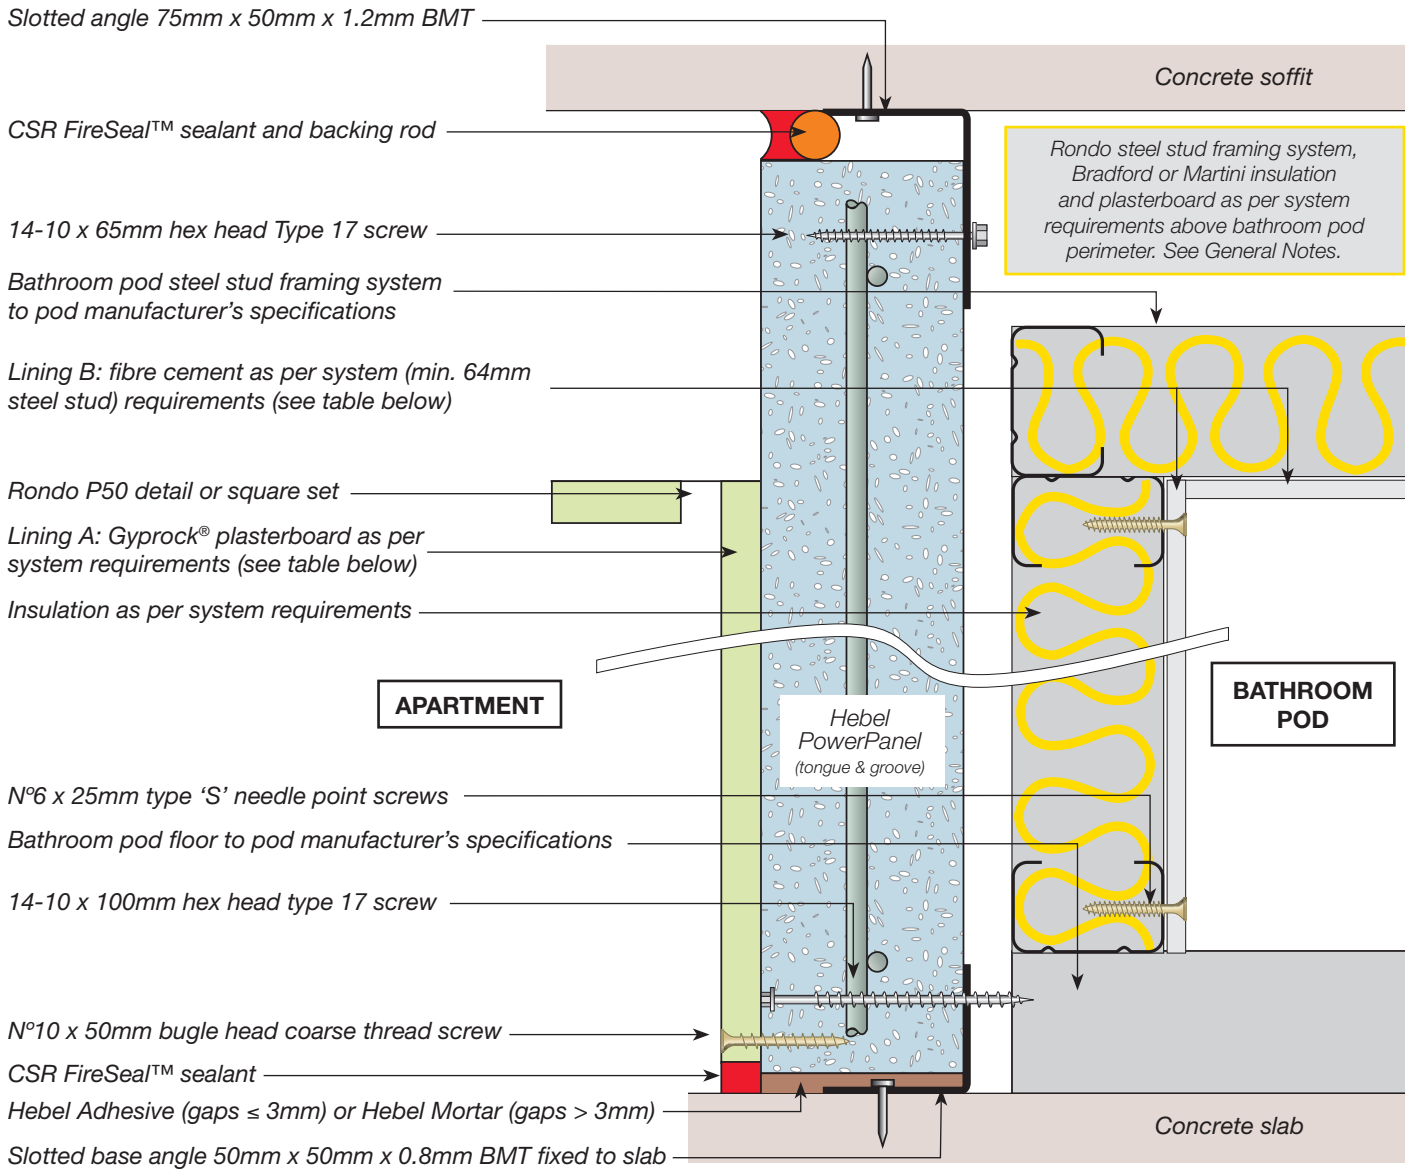 Slotted angle 75mm x 50mm x 1.2mm BMT
Concrete soffit
CSR FireSeal™ sealant and backing rod
Rondo steel stud framing system,
Bradford or Martini insulation
and plasterboard as per system
requirements above bathroom pod
perimeter. See General Notes.
14-10 x 65mm hex head Type 17 screw
Bathroom pod steel stud framing system
to pod manufacturer’s specifications
Lining B: fibre cement as per system (min. 64mm
steel stud) requirements (see table below)
Rondo P50 detail or square set
Lining A: Gyprock® plasterboard as per
system requirements (see table below)
Insulation as per system requirements
APARTMENT
BATHROOM
POD
Hebel
PowerPanel
(tongue & groove)
Nº6 x 25mm type ‘S’ needle point screws
Bathroom pod floor to pod manufacturer’s specifications
14-10 x 100mm hex head type 17 screw
Nº10 x 50mm bugle head coarse thread screw
CSR FireSeal™ sealant
Hebel Adhesive (gaps ≤ 3mm) or Hebel Mortar (gaps > 3mm)
Concrete slab
Slotted base angle 50mm x 50mm x 0.8mm BMT fixed to slab